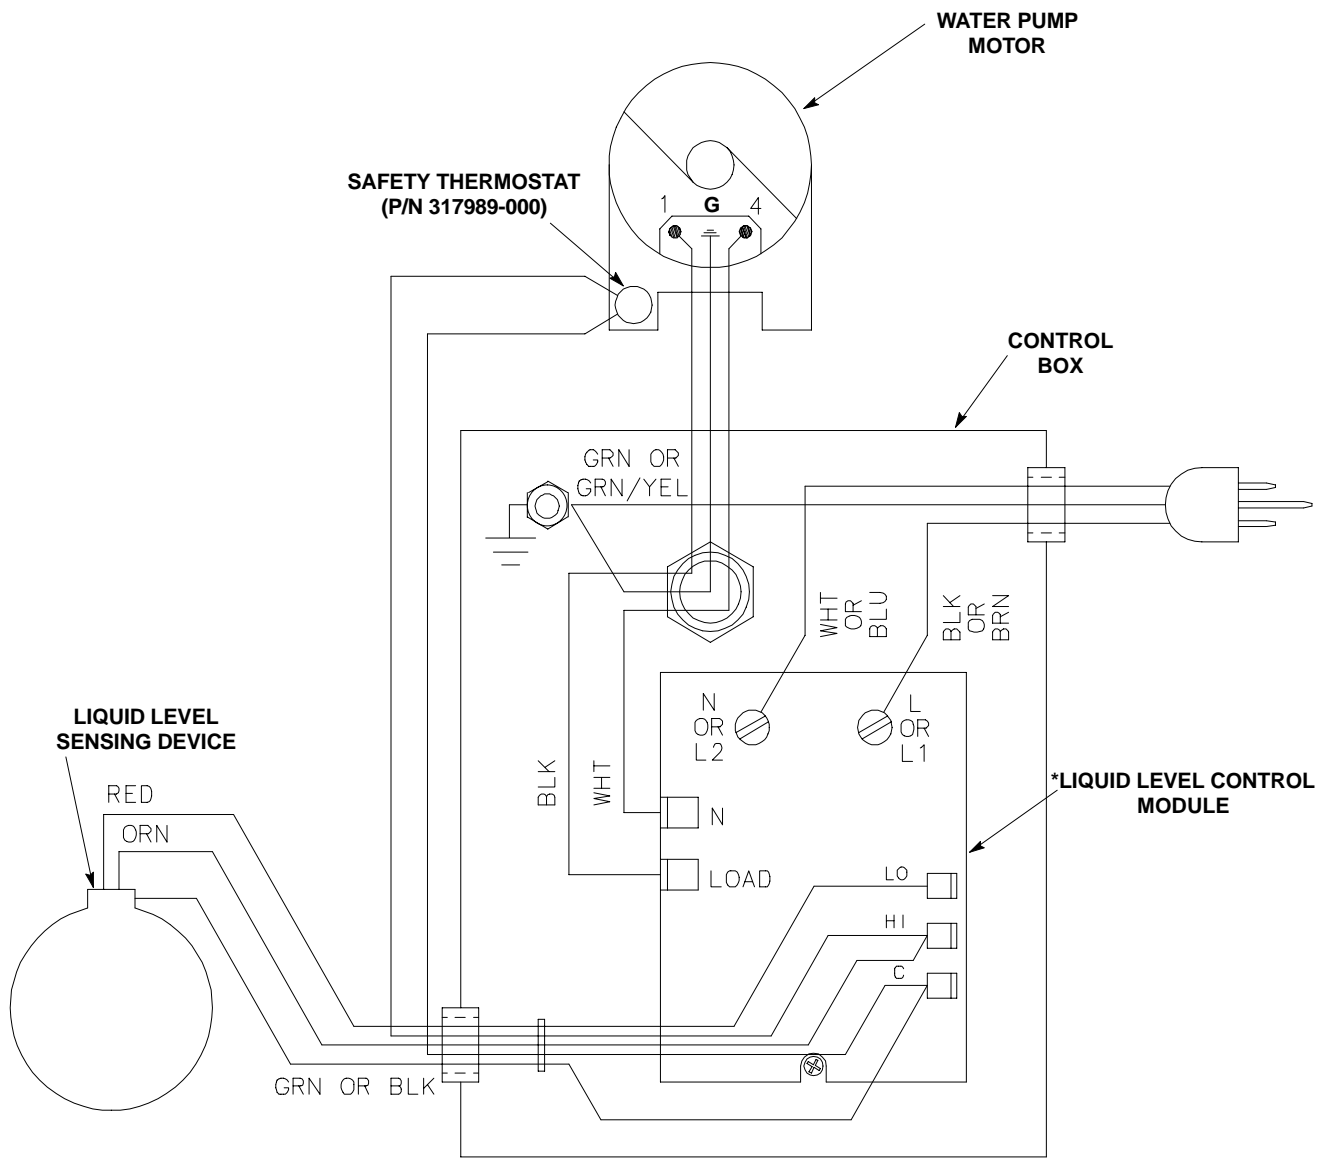 WATER PUMP
MOTOR
SAFETY THERMOSTAT
(P/N 317989-000)
1 G 4
CONTROL
BOX
GRN OR
GRN/YEL
WHT
OR
BLU
BLK
OR
BRN
N
OR
L2
L
OR
L1
LIQUID LEVEL
SENSING DEVICE
*LIQUID LEVEL CONTROL
MODULE
BLK
WHT
RED
ORN
N
LOAD
LO
HI
C
GRN OR BLK